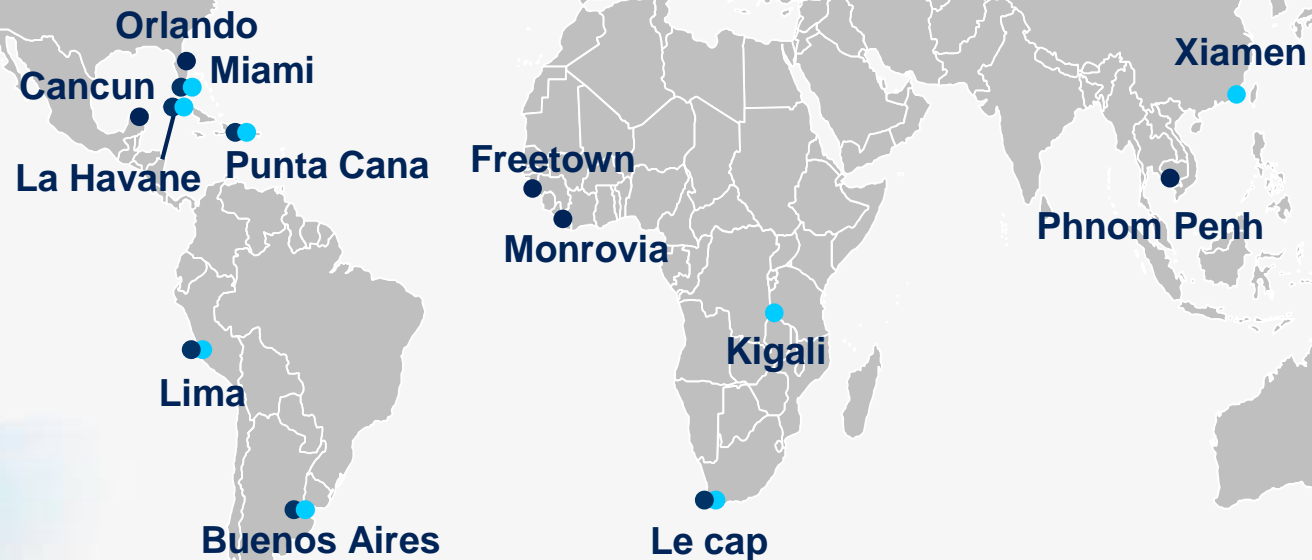 Orlando
Miami
Cancun
La Havane
Punta Cana
Lima
Buenos Aires
Freetown
Monrovia
Kigali
Le cap
Xiamen
Phnom Penh